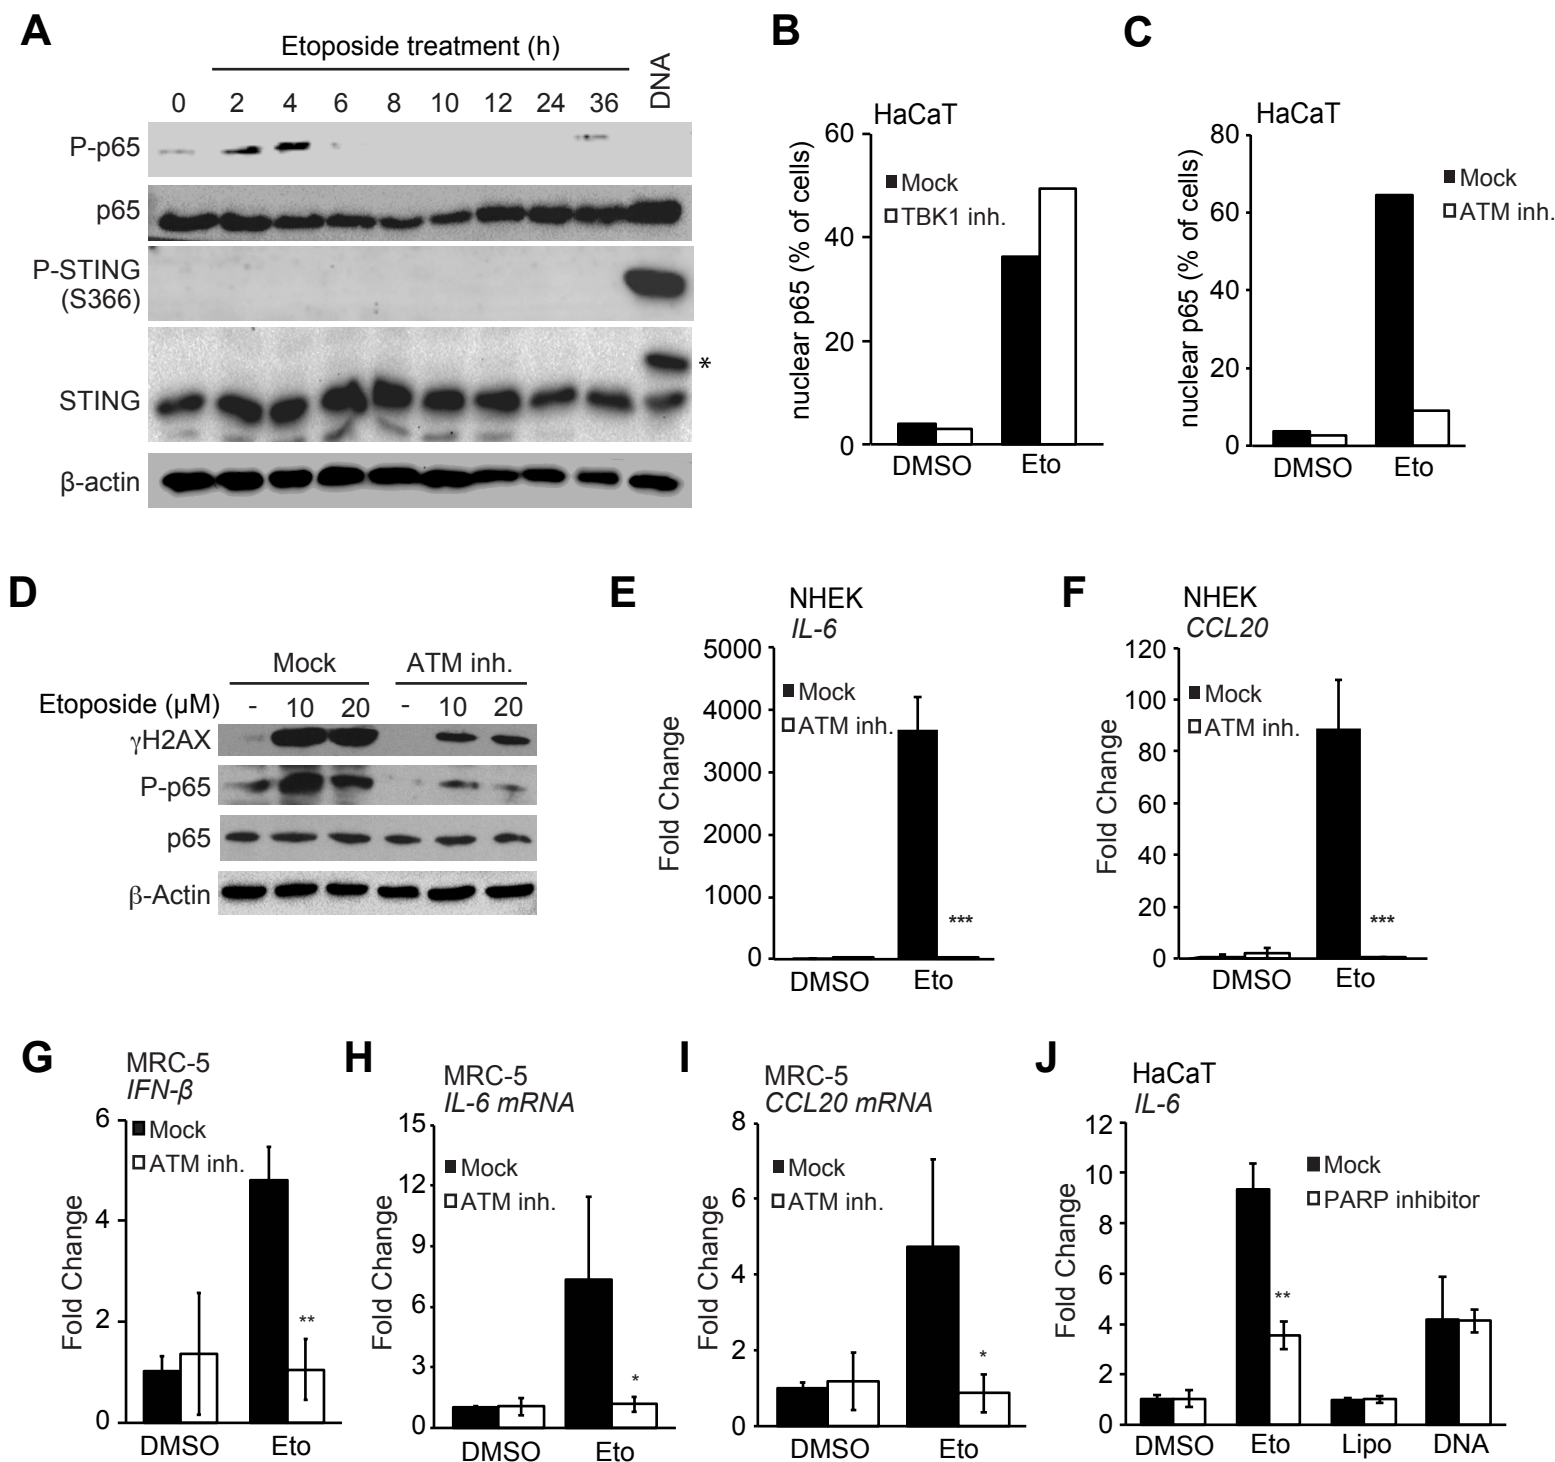 A
Etoposide treatment (h)
0 2 4 6 8 10 12 24 36 DNA
P-p65
p65
P-STING
(S366)
STING
*
β-actin
B
HaCaT
nuclear p65 (% of cells)
60
40
20
0
Mock
TBK1 inh.
DMSO Eto
C
HaCaT
nuclear p65 (% of cells)
80
60
40
20
0
Mock
ATM inh.
DMSO Eto
D
Mock ATM inh.
Etoposide (µM) - 10 20 - 10 20
γH2AX
P-p65
p65
β-Actin
E
NHEK
IL-6
Fold Change
5000
4000
3000
2000
1000
0
Mock
ATM inh.
***
DMSO Eto
F
NHEK
CCL20
Fold Change
120
100
80
60
40
20
0
Mock
ATM inh.
***
DMSO Eto
G
MRC-5
IFN-β
Fold Change
6
4
2
0
Mock
ATM inh.
**
DMSO Eto
H
MRC-5
IL-6 mRNA
Fold Change
15
12
9
6
3
0
Mock
ATM inh.
*
DMSO Eto
I
MRC-5
CCL20 mRNA
Fold Change
8
6
4
2
0
Mock
ATM inh.
*
DMSO Eto
J
HaCaT
IL-6
Fold Change
12
10
8
6
4
2
0
Mock
PARP inhibitor
**
DMSO Eto Lipo DNA